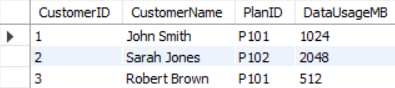 CustomerID CustomerName PlanID DataUsageMB
1 John Smith P101 1024
2 Sarah Jones P102 2048
3 Robert Brown P101 512